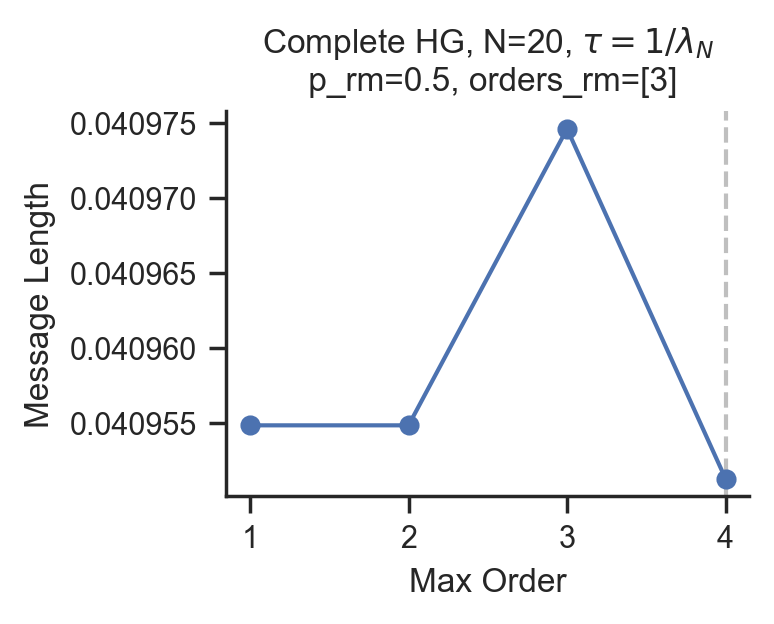 Complete HG, N=20, τ = 1/λ_N
p_rm=0.5, orders_rm=[3]
0.040975
0.040970
0.040965
0.040960
0.040955
Message Length
1 2 3 4
Max Order